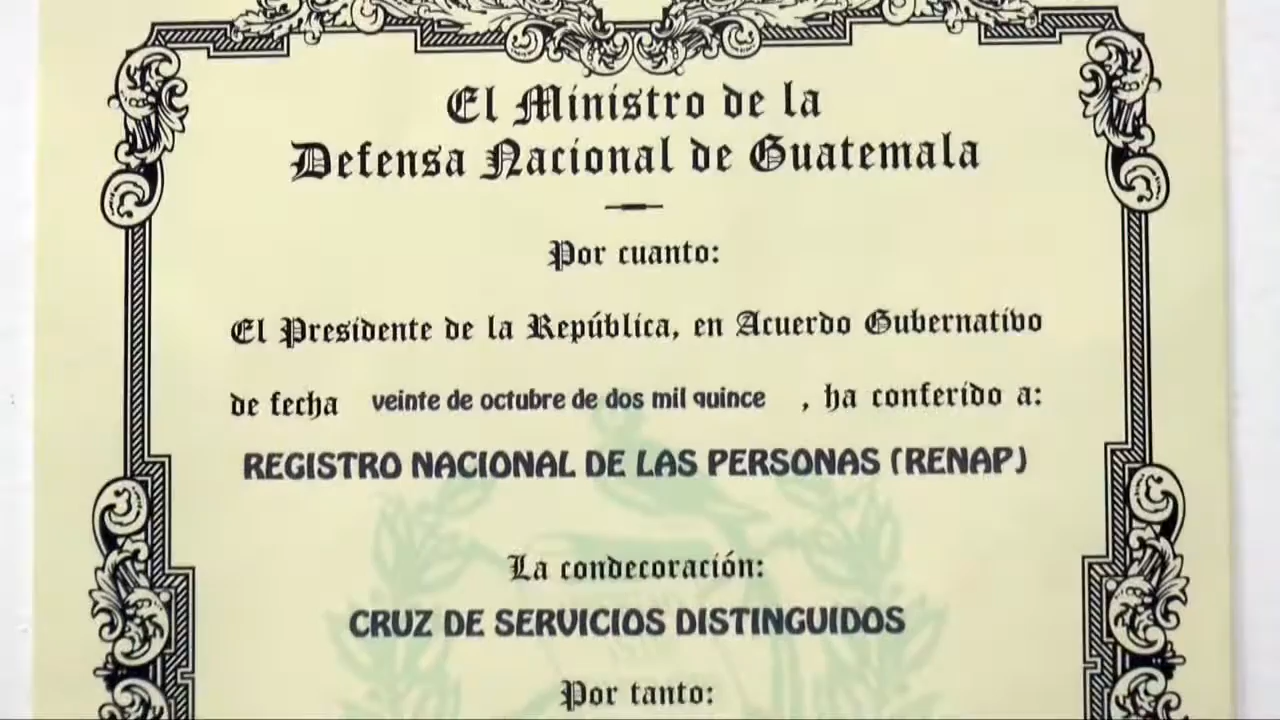 El Ministro de la
Defensa Nacional de Guatemala
Por cuanto:
El Presidente de la República, en Acuerdo Gubernativo
de fecha veinte de octubre de dos mil quince , ha conferido a:
REGISTRO NACIONAL DE LAS PERSONAS (RENAP)
La condecoración:
CRUZ DE SERVICIOS DISTINGUIDOS
Por tanto: